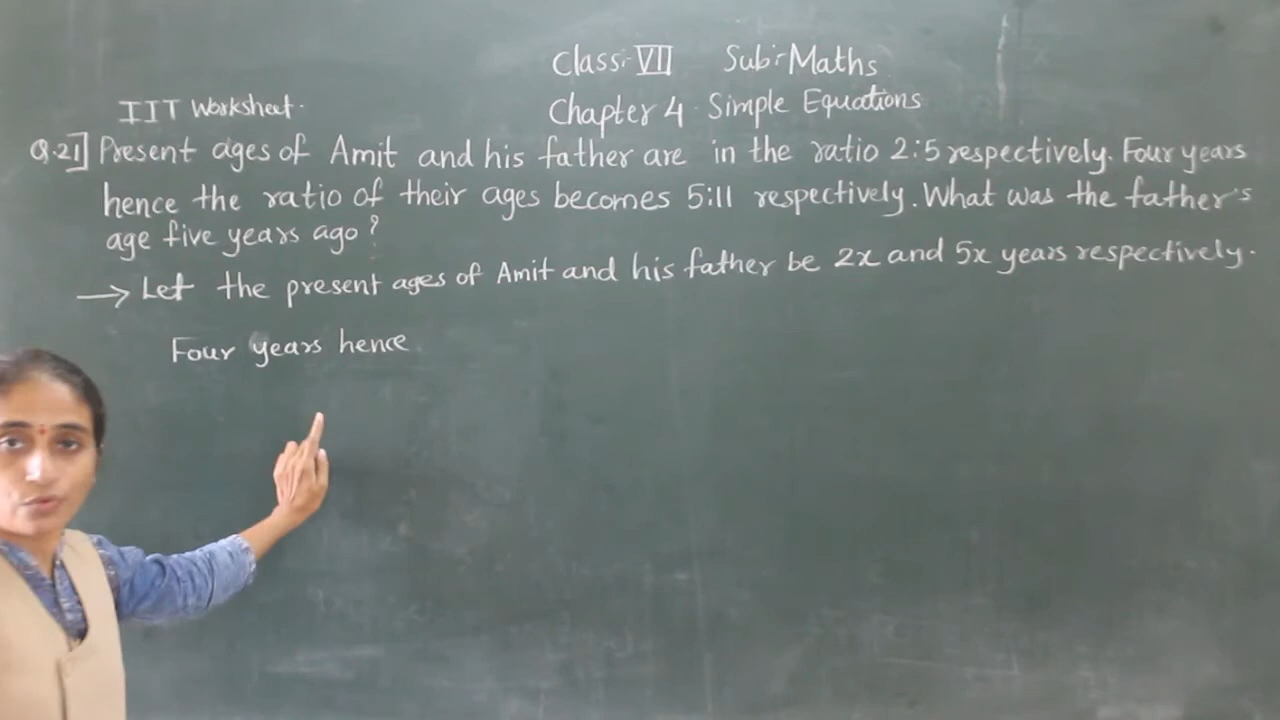 Class:- VII Sub:- Maths
IIT Worksheet.
Chapter 4. Simple Equations
Q.21] Present ages of Amit and his father are in the ratio 2:5 respectively. Four years
hence the ratio of their ages becomes 5:11 respectively. What was the father's
age five years ago?
→ Let the present ages of Amit and his father be 2x and 5x years respectively.
Four years hence